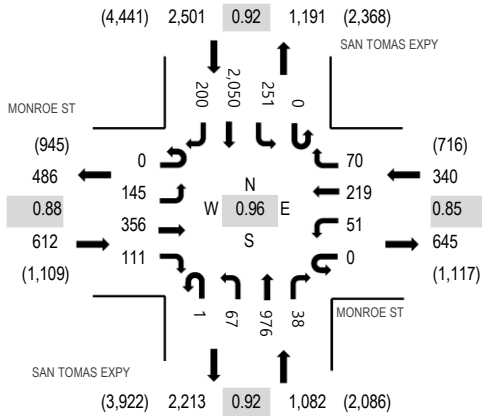 (4,441) 2,501 0.92 1,191 (2,368)
SAN TOMAS EXPY
200 2,050 251 0
MONROE ST
(945)
486
0.88
612
(1,109)
0
145
356
111
N
W 0.96 E
S
70
219
51
0
(716)
340
0.85
645
(1,117)
1 67 976 38
MONROE ST
SAN TOMAS EXPY
(3,922) 2,213 0.92 1,082 (2,086)